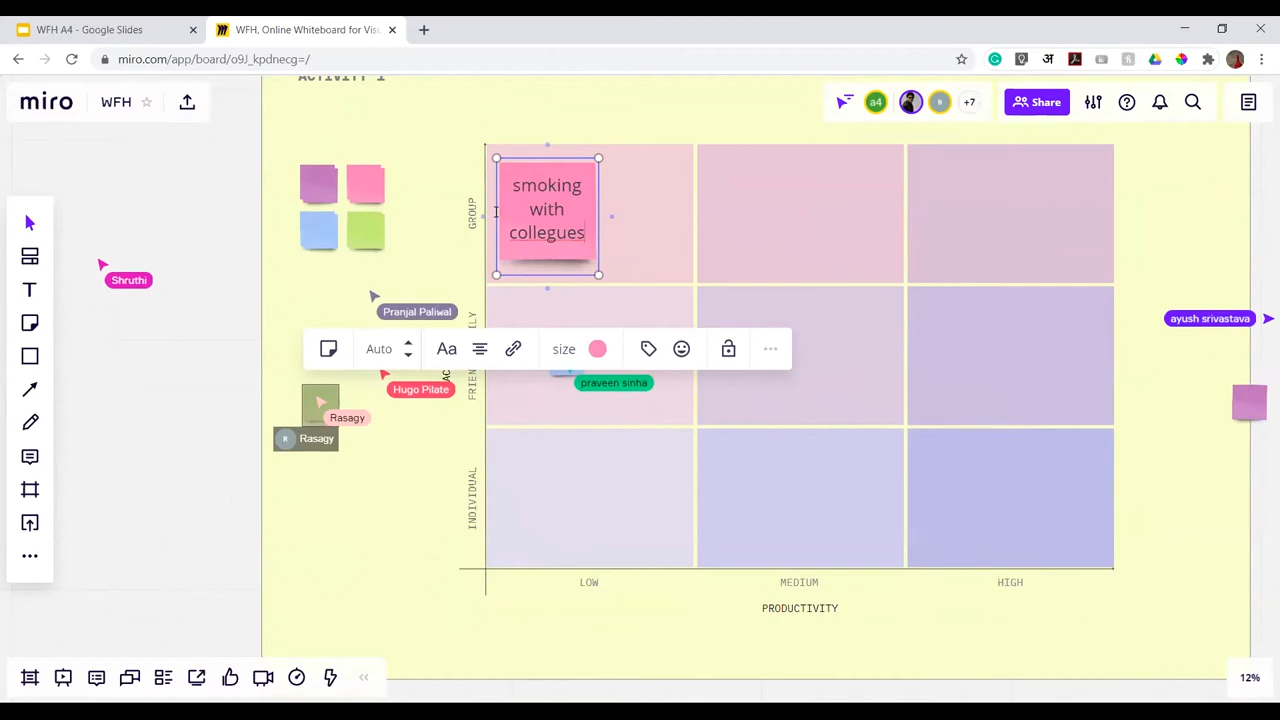 WFH A4 - Google Slides
WFH, Online Whiteboard for Visu
miro.com/app/board/o9J_kpdnecg=/
अ
ACTIVITY 1
miro
WFH
a4
R
+7
Share
smoking
with
collegues
GROUP
Shruthi
Pranjal Paliwal
ayush srivastava
Auto
Aa
size
Hugo Pilate
praveen sinha
Rasagy
R Rasagy
INDIVIDUAL
LOW
MEDIUM
HIGH
PRODUCTIVITY
12%